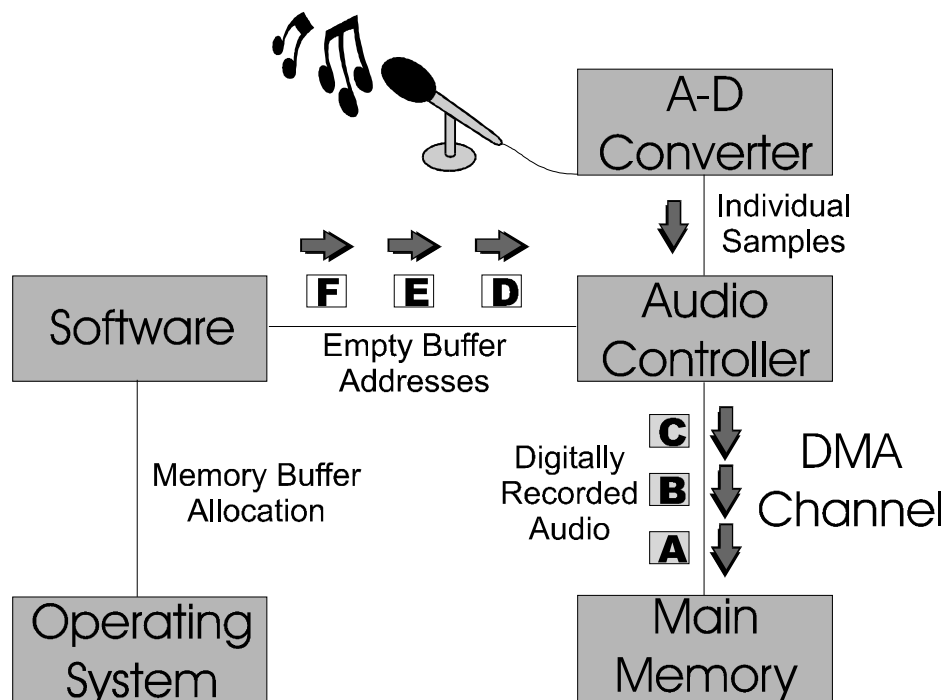 A-D
Converter
Individual
Samples
F
E
D
Software
Empty Buffer
Addresses
Audio
Controller
Memory Buffer
Allocation
Digitally
Recorded
Audio
C
B
A
DMA
Channel
Operating
System
Main
Memory